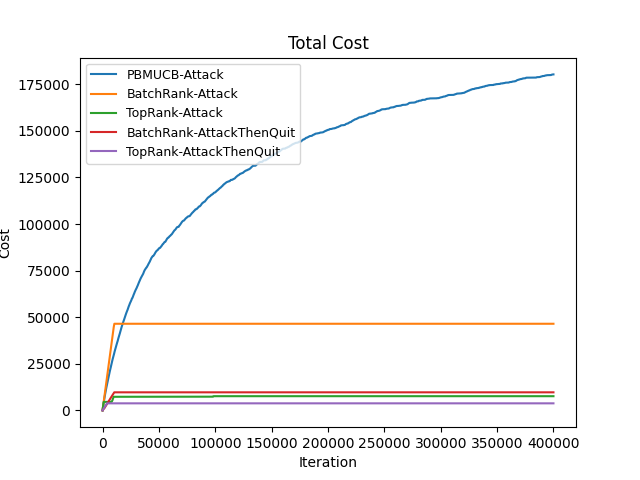 Total Cost
PBMUCB-Attack
BatchRank-Attack
TopRank-Attack
BatchRank-AttackThenQuit
TopRank-AttackThenQuit
175000
150000
125000
100000
75000
50000
25000
0
Cost
0 50000 100000 150000 200000 250000 300000 350000 400000
Iteration